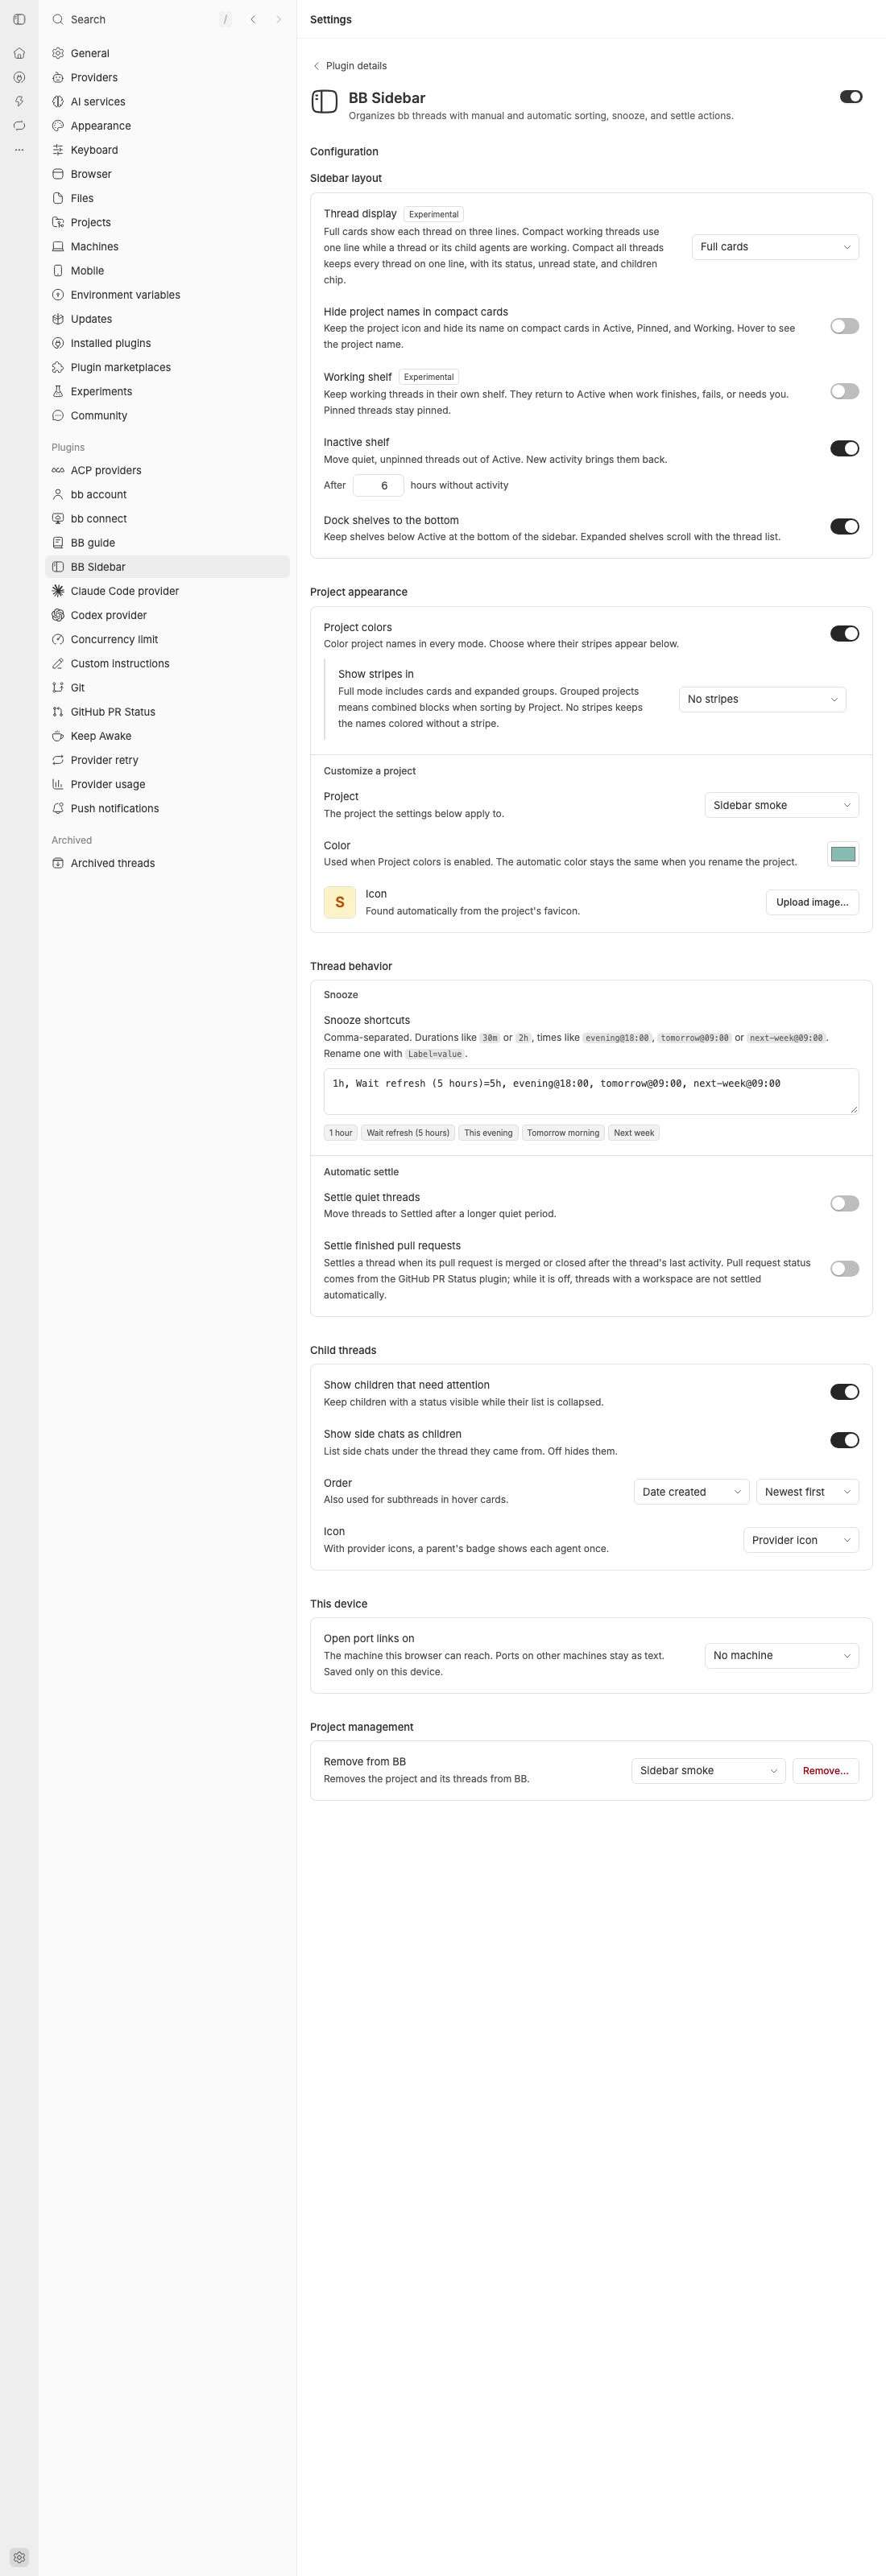 Search /
General
Providers
AI services
Appearance
Keyboard
Browser
Files
Projects
Machines
Mobile
Environment variables
Updates
Installed plugins
Plugin marketplaces
Experiments
Community
Plugins
ACP providers
bb account
bb connect
BB guide
BB Sidebar
Claude Code provider
Codex provider
Concurrency limit
Custom instructions
Git
GitHub PR Status
Keep Awake
Provider retry
Provider usage
Push notifications
Archived
Archived threads
Settings
Plugin details
BB Sidebar
Organizes bb threads with manual and automatic sorting, snooze, and settle actions.
Configuration
Sidebar layout
Thread display Experimental
Full cards show each thread on three lines. Compact working threads use
one line while a thread or its child agents are working. Compact all threads
keeps every thread on one line, with its status, unread state, and children
chip.
Full cards
Hide project names in compact cards
Keep the project icon and hide its name on compact cards in Active, Pinned, and Working. Hover to see
the project name.
Working shelf Experimental
Keep working threads in their own shelf. They return to Active when work finishes, fails, or needs you.
Pinned threads stay pinned.
Inactive shelf
Move quiet, unpinned threads out of Active. New activity brings them back.
After 6 hours without activity
Dock shelves to the bottom
Keep shelves below Active at the bottom of the sidebar. Expanded shelves scroll with the thread list.
Project appearance
Project colors
Color project names in every mode. Choose where their stripes appear below.
Show stripes in
Full mode includes cards and expanded groups. Grouped projects
means combined blocks when sorting by Project. No stripes keeps
the names colored without a stripe.
No stripes
Customize a project
Project
The project the settings below apply to.
Sidebar smoke
Color
Used when Project colors is enabled. The automatic color stays the same when you rename the project.
S
Icon
Found automatically from the project's favicon.
Upload image...
Thread behavior
Snooze
Snooze shortcuts
Comma-separated. Durations like 30m or 2h, times like evening@18:00, tomorrow@09:00 or next-week@09:00.
Rename one with Label=value.
1h, Wait refresh (5 hours)=5h, evening@18:00, tomorrow@09:00, next-week@09:00
1 hour Wait refresh (5 hours) This evening Tomorrow morning Next week
Automatic settle
Settle quiet threads
Move threads to Settled after a longer quiet period.
Settle finished pull requests
Settles a thread when its pull request is merged or closed after the thread's last activity. Pull request status
comes from the GitHub PR Status plugin; while it is off, threads with a workspace are not settled
automatically.
Child threads
Show children that need attention
Keep children with a status visible while their list is collapsed.
Show side chats as children
List side chats under the thread they came from. Off hides them.
Order
Also used for subthreads in hover cards.
Date created Newest first
Icon
With provider icons, a parent's badge shows each agent once.
Provider icon
This device
Open port links on
The machine this browser can reach. Ports on other machines stay as text.
Saved only on this device.
No machine
Project management
Remove from BB
Removes the project and its threads from BB.
Sidebar smoke Remove...